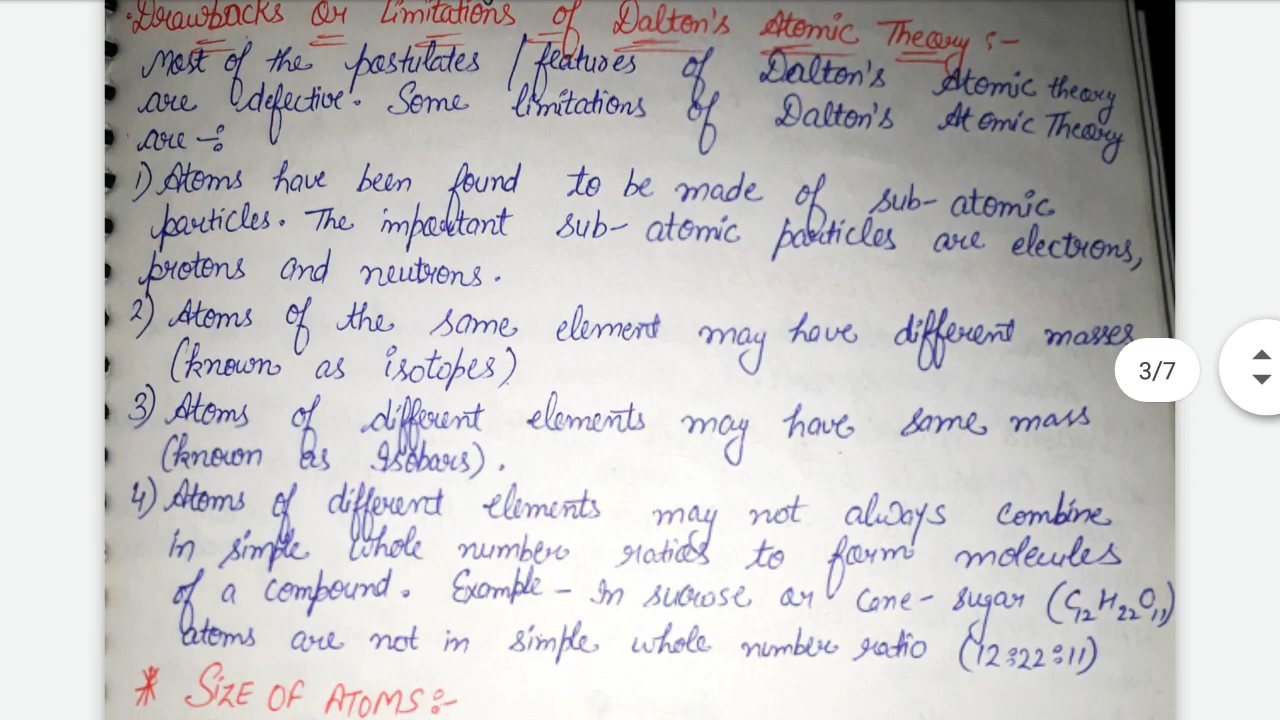 Drawbacks Or Limitations of Dalton's Atomic Theory :-
Most of the postulates / features of Dalton's Atomic theory
are defective. Some limitations of Dalton's Atomic Theory
are -:
1) Atoms have been found to be made of sub-atomic
particles. The important sub-atomic particles are electrons,
protons and neutrons.
2) Atoms of the same element may have different masses
(known as isotopes)
3) Atoms of different elements may have same mass
(known as Isobars).
4) Atoms of different elements may not always combine
in simple whole number ratios to form molecules
of a compound. Example - In sucrose or cane-sugar (C12H22O11)
atoms are not in simple whole number ratio (12:22:11)
* SIZE OF ATOMS:-
3/7